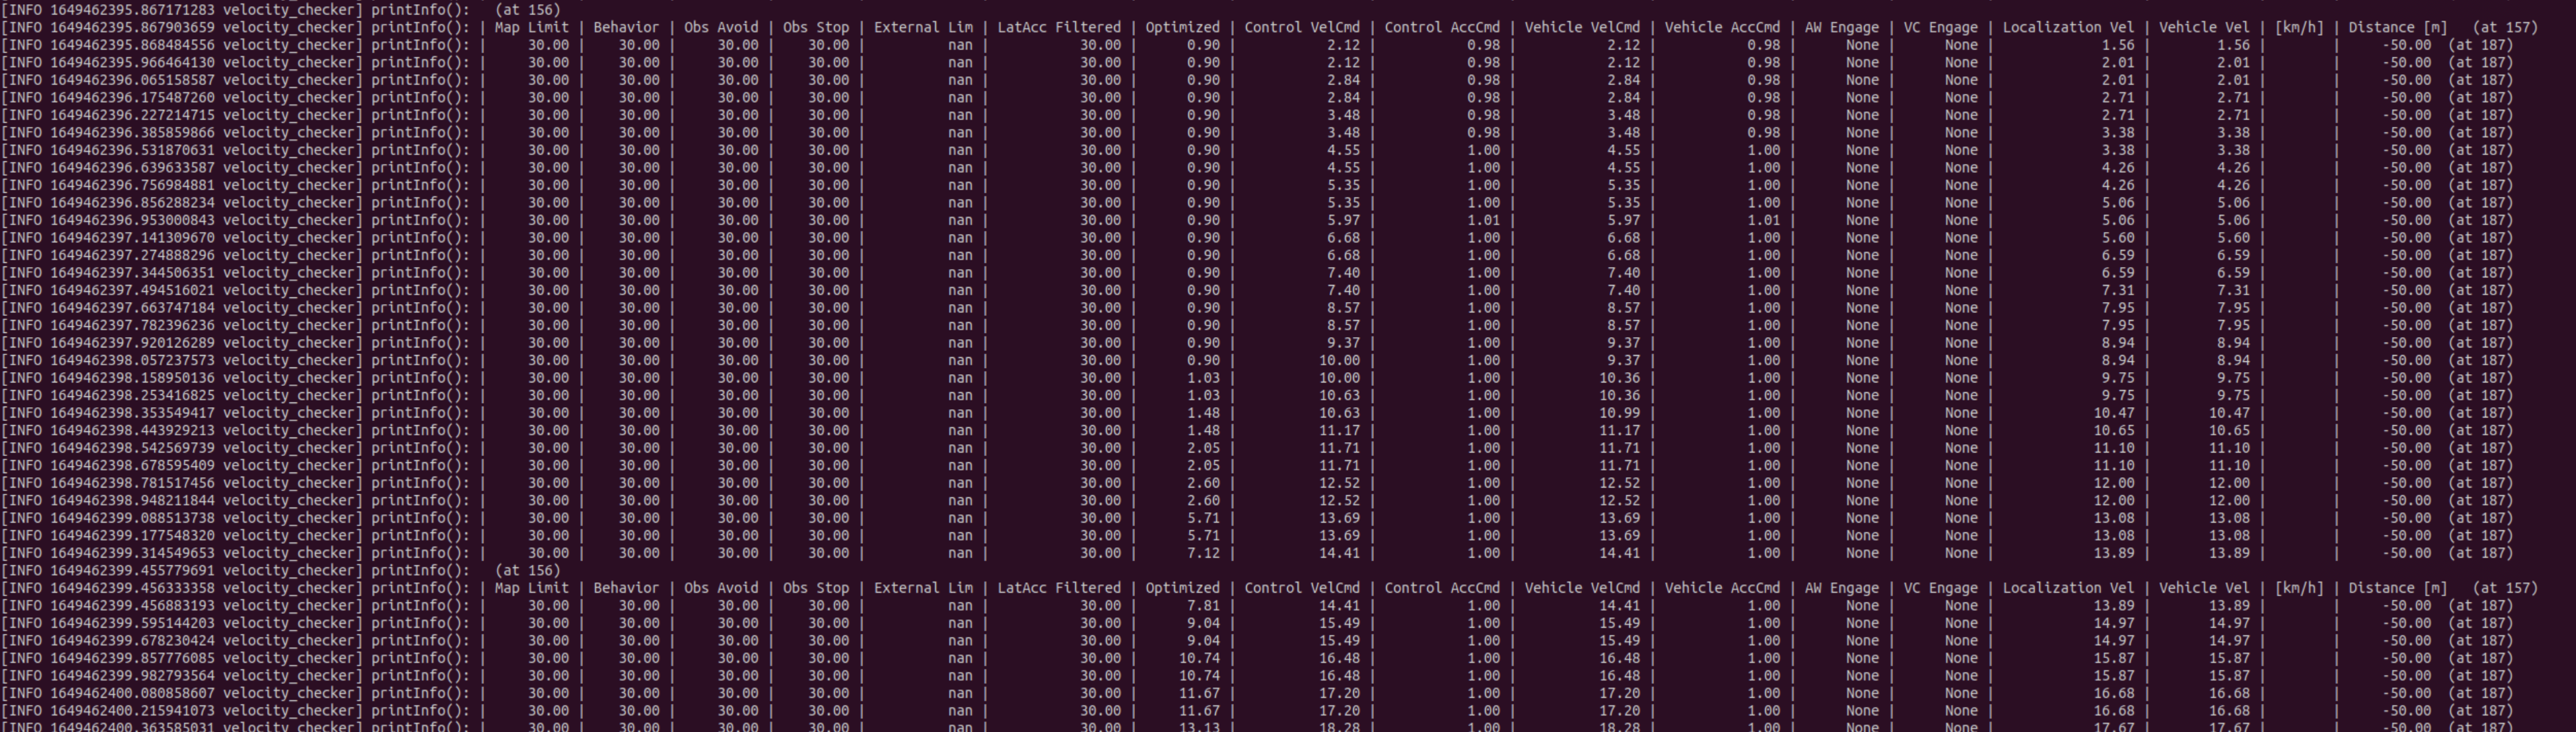 [INFO 1649462395.867171283 velocity_checker] printInfo():   (at 156)
[INFO 1649462395.867903659 velocity_checker] printInfo(): | Map Limit | Behavior | Obs Avoid | Obs Stop | External Lim | LatAcc Filtered | Optimized | Control VelCmd | Control AccCmd | Vehicle VelCmd | Vehicle AccCmd | AW Engage | VC Engage | Localization Vel | Vehicle Vel | [km/h] | Distance [m]   (at 157)
[INFO 1649462395.868484556 velocity_checker] printInfo(): | 30.00 | 30.00 | 30.00 | 30.00 | nan | 30.00 | 0.90 | 2.12 | 0.98 | 2.12 | 0.98 | None | None | 1.56 | 1.56 | | -50.00  (at 187)
[INFO 1649462395.966464130 velocity_checker] printInfo(): | 30.00 | 30.00 | 30.00 | 30.00 | nan | 30.00 | 0.90 | 2.12 | 0.98 | 2.12 | 0.98 | None | None | 2.01 | 2.01 | | -50.00  (at 187)
[INFO 1649462396.065158587 velocity_checker] printInfo(): | 30.00 | 30.00 | 30.00 | 30.00 | nan | 30.00 | 0.90 | 2.84 | 0.98 | 2.84 | 0.98 | None | None | 2.01 | 2.01 | | -50.00  (at 187)
[INFO 1649462396.175487260 velocity_checker] printInfo(): | 30.00 | 30.00 | 30.00 | 30.00 | nan | 30.00 | 0.90 | 2.84 | 0.98 | 2.84 | 0.98 | None | None | 2.71 | 2.71 | | -50.00  (at 187)
[INFO 1649462396.227214715 velocity_checker] printInfo(): | 30.00 | 30.00 | 30.00 | 30.00 | nan | 30.00 | 0.90 | 3.48 | 0.98 | 3.48 | 0.98 | None | None | 2.71 | 2.71 | | -50.00  (at 187)
[INFO 1649462396.385859866 velocity_checker] printInfo(): | 30.00 | 30.00 | 30.00 | 30.00 | nan | 30.00 | 0.90 | 3.48 | 0.98 | 3.48 | 0.98 | None | None | 3.38 | 3.38 | | -50.00  (at 187)
[INFO 1649462396.531870631 velocity_checker] printInfo(): | 30.00 | 30.00 | 30.00 | 30.00 | nan | 30.00 | 0.90 | 4.55 | 1.00 | 4.55 | 1.00 | None | None | 3.38 | 3.38 | | -50.00  (at 187)
[INFO 1649462396.639633587 velocity_checker] printInfo(): | 30.00 | 30.00 | 30.00 | 30.00 | nan | 30.00 | 0.90 | 4.55 | 1.00 | 4.55 | 1.00 | None | None | 4.26 | 4.26 | | -50.00  (at 187)
[INFO 1649462396.756984881 velocity_checker] printInfo(): | 30.00 | 30.00 | 30.00 | 30.00 | nan | 30.00 | 0.90 | 5.35 | 1.00 | 5.35 | 1.00 | None | None | 4.26 | 4.26 | | -50.00  (at 187)
[INFO 1649462396.856288234 velocity_checker] printInfo(): | 30.00 | 30.00 | 30.00 | 30.00 | nan | 30.00 | 0.90 | 5.35 | 1.00 | 5.35 | 1.00 | None | None | 5.06 | 5.06 | | -50.00  (at 187)
[INFO 1649462396.953000843 velocity_checker] printInfo(): | 30.00 | 30.00 | 30.00 | 30.00 | nan | 30.00 | 0.90 | 5.97 | 1.01 | 5.97 | 1.01 | None | None | 5.06 | 5.06 | | -50.00  (at 187)
[INFO 1649462397.141309670 velocity_checker] printInfo(): | 30.00 | 30.00 | 30.00 | 30.00 | nan | 30.00 | 0.90 | 6.68 | 1.00 | 6.68 | 1.00 | None | None | 5.60 | 5.60 | | -50.00  (at 187)
[INFO 1649462397.274888296 velocity_checker] printInfo(): | 30.00 | 30.00 | 30.00 | 30.00 | nan | 30.00 | 0.90 | 6.68 | 1.00 | 6.68 | 1.00 | None | None | 6.59 | 6.59 | | -50.00  (at 187)
[INFO 1649462397.344506351 velocity_checker] printInfo(): | 30.00 | 30.00 | 30.00 | 30.00 | nan | 30.00 | 0.90 | 7.40 | 1.00 | 7.40 | 1.00 | None | None | 6.59 | 6.59 | | -50.00  (at 187)
[INFO 1649462397.494516021 velocity_checker] printInfo(): | 30.00 | 30.00 | 30.00 | 30.00 | nan | 30.00 | 0.90 | 7.40 | 1.00 | 7.40 | 1.00 | None | None | 7.31 | 7.31 | | -50.00  (at 187)
[INFO 1649462397.663747184 velocity_checker] printInfo(): | 30.00 | 30.00 | 30.00 | 30.00 | nan | 30.00 | 0.90 | 8.57 | 1.00 | 8.57 | 1.00 | None | None | 7.95 | 7.95 | | -50.00  (at 187)
[INFO 1649462397.782396236 velocity_checker] printInfo(): | 30.00 | 30.00 | 30.00 | 30.00 | nan | 30.00 | 0.90 | 8.57 | 1.00 | 8.57 | 1.00 | None | None | 7.95 | 7.95 | | -50.00  (at 187)
[INFO 1649462397.920126289 velocity_checker] printInfo(): | 30.00 | 30.00 | 30.00 | 30.00 | nan | 30.00 | 0.90 | 9.37 | 1.00 | 9.37 | 1.00 | None | None | 8.94 | 8.94 | | -50.00  (at 187)
[INFO 1649462398.057237573 velocity_checker] printInfo(): | 30.00 | 30.00 | 30.00 | 30.00 | nan | 30.00 | 0.90 | 10.00 | 1.00 | 9.37 | 1.00 | None | None | 8.94 | 8.94 | | -50.00  (at 187)
[INFO 1649462398.158950136 velocity_checker] printInfo(): | 30.00 | 30.00 | 30.00 | 30.00 | nan | 30.00 | 1.03 | 10.00 | 1.00 | 10.36 | 1.00 | None | None | 9.75 | 9.75 | | -50.00  (at 187)
[INFO 1649462398.253416825 velocity_checker] printInfo(): | 30.00 | 30.00 | 30.00 | 30.00 | nan | 30.00 | 1.03 | 10.63 | 1.00 | 10.36 | 1.00 | None | None | 9.75 | 9.75 | | -50.00  (at 187)
[INFO 1649462398.353549417 velocity_checker] printInfo(): | 30.00 | 30.00 | 30.00 | 30.00 | nan | 30.00 | 1.48 | 10.63 | 1.00 | 10.99 | 1.00 | None | None | 10.47 | 10.47 | | -50.00  (at 187)
[INFO 1649462398.443929213 velocity_checker] printInfo(): | 30.00 | 30.00 | 30.00 | 30.00 | nan | 30.00 | 1.48 | 11.17 | 1.00 | 11.17 | 1.00 | None | None | 10.65 | 10.65 | | -50.00  (at 187)
[INFO 1649462398.542569739 velocity_checker] printInfo(): | 30.00 | 30.00 | 30.00 | 30.00 | nan | 30.00 | 2.05 | 11.71 | 1.00 | 11.71 | 1.00 | None | None | 11.10 | 11.10 | | -50.00  (at 187)
[INFO 1649462398.678595409 velocity_checker] printInfo(): | 30.00 | 30.00 | 30.00 | 30.00 | nan | 30.00 | 2.05 | 11.71 | 1.00 | 11.71 | 1.00 | None | None | 11.10 | 11.10 | | -50.00  (at 187)
[INFO 1649462398.781517456 velocity_checker] printInfo(): | 30.00 | 30.00 | 30.00 | 30.00 | nan | 30.00 | 2.60 | 12.52 | 1.00 | 12.52 | 1.00 | None | None | 12.00 | 12.00 | | -50.00  (at 187)
[INFO 1649462398.948211844 velocity_checker] printInfo(): | 30.00 | 30.00 | 30.00 | 30.00 | nan | 30.00 | 2.60 | 12.52 | 1.00 | 12.52 | 1.00 | None | None | 12.00 | 12.00 | | -50.00  (at 187)
[INFO 1649462399.088513738 velocity_checker] printInfo(): | 30.00 | 30.00 | 30.00 | 30.00 | nan | 30.00 | 5.71 | 13.69 | 1.00 | 13.69 | 1.00 | None | None | 13.08 | 13.08 | | -50.00  (at 187)
[INFO 1649462399.177548320 velocity_checker] printInfo(): | 30.00 | 30.00 | 30.00 | 30.00 | nan | 30.00 | 5.71 | 13.69 | 1.00 | 13.69 | 1.00 | None | None | 13.08 | 13.08 | | -50.00  (at 187)
[INFO 1649462399.314549653 velocity_checker] printInfo(): | 30.00 | 30.00 | 30.00 | 30.00 | nan | 30.00 | 7.12 | 14.41 | 1.00 | 14.41 | 1.00 | None | None | 13.89 | 13.89 | | -50.00  (at 187)
[INFO 1649462399.455779691 velocity_checker] printInfo():   (at 156)
[INFO 1649462399.456333358 velocity_checker] printInfo(): | Map Limit | Behavior | Obs Avoid | Obs Stop | External Lim | LatAcc Filtered | Optimized | Control VelCmd | Control AccCmd | Vehicle VelCmd | Vehicle AccCmd | AW Engage | VC Engage | Localization Vel | Vehicle Vel | [km/h] | Distance [m]   (at 157)
[INFO 1649462399.456883193 velocity_checker] printInfo(): | 30.00 | 30.00 | 30.00 | 30.00 | nan | 30.00 | 7.81 | 14.41 | 1.00 | 14.41 | 1.00 | None | None | 13.89 | 13.89 | | -50.00  (at 187)
[INFO 1649462399.595144203 velocity_checker] printInfo(): | 30.00 | 30.00 | 30.00 | 30.00 | nan | 30.00 | 9.04 | 15.49 | 1.00 | 15.49 | 1.00 | None | None | 14.97 | 14.97 | | -50.00  (at 187)
[INFO 1649462399.678230424 velocity_checker] printInfo(): | 30.00 | 30.00 | 30.00 | 30.00 | nan | 30.00 | 9.04 | 15.49 | 1.00 | 15.49 | 1.00 | None | None | 14.97 | 14.97 | | -50.00  (at 187)
[INFO 1649462399.857776085 velocity_checker] printInfo(): | 30.00 | 30.00 | 30.00 | 30.00 | nan | 30.00 | 10.74 | 16.48 | 1.00 | 16.48 | 1.00 | None | None | 15.87 | 15.87 | | -50.00  (at 187)
[INFO 1649462399.982793564 velocity_checker] printInfo(): | 30.00 | 30.00 | 30.00 | 30.00 | nan | 30.00 | 10.74 | 16.48 | 1.00 | 16.48 | 1.00 | None | None | 15.87 | 15.87 | | -50.00  (at 187)
[INFO 1649462400.080858607 velocity_checker] printInfo(): | 30.00 | 30.00 | 30.00 | 30.00 | nan | 30.00 | 11.67 | 17.20 | 1.00 | 17.20 | 1.00 | None | None | 16.68 | 16.68 | | -50.00  (at 187)
[INFO 1649462400.215941073 velocity_checker] printInfo(): | 30.00 | 30.00 | 30.00 | 30.00 | nan | 30.00 | 11.67 | 17.20 | 1.00 | 17.20 | 1.00 | None | None | 16.68 | 16.68 | | -50.00  (at 187)
[INFO 1649462400.363585031 velocity_checker] printInfo(): | 30.00 | 30.00 | 30.00 | 30.00 | nan | 30.00 | 13.13 | 18.28 | 1.00 | 18.28 | 1.00 | None | None | 17.67 | 17.67 | | -50.00  (at 187)